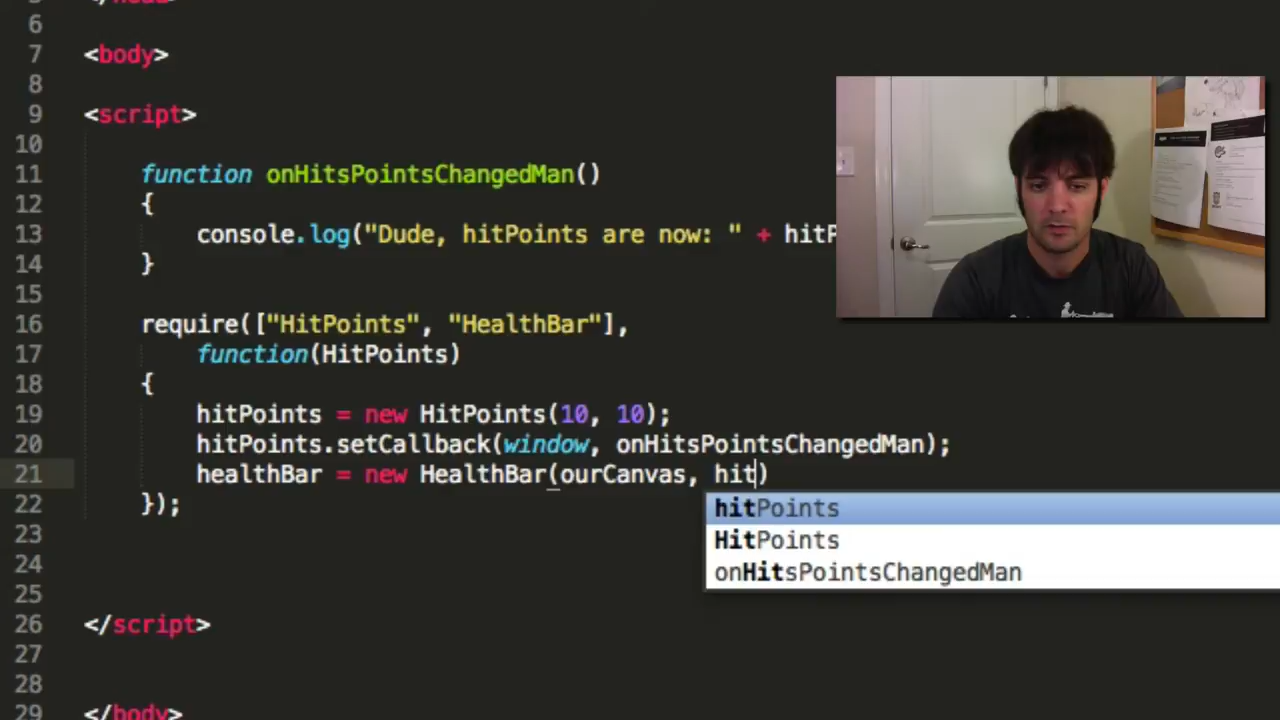 6
7 <body>
8
9 <script>
10
11 function onHitsPointsChangedMan()
12 {
13 console.log("Dude, hitPoints are now: " + hitP
14 }
15
16 require(["HitPoints", "HealthBar"],
17 function(HitPoints)
18 {
19 hitPoints = new HitPoints(10, 10);
20 hitPoints.setCallback(window, onHitsPointsChangedMan);
21 healthBar = new HealthBar(ourCanvas, hit)
hitPoints
HitPoints
onHitsPointsChangedMan
22 });
23
24
25
26 </script>
27
28
29 </body>